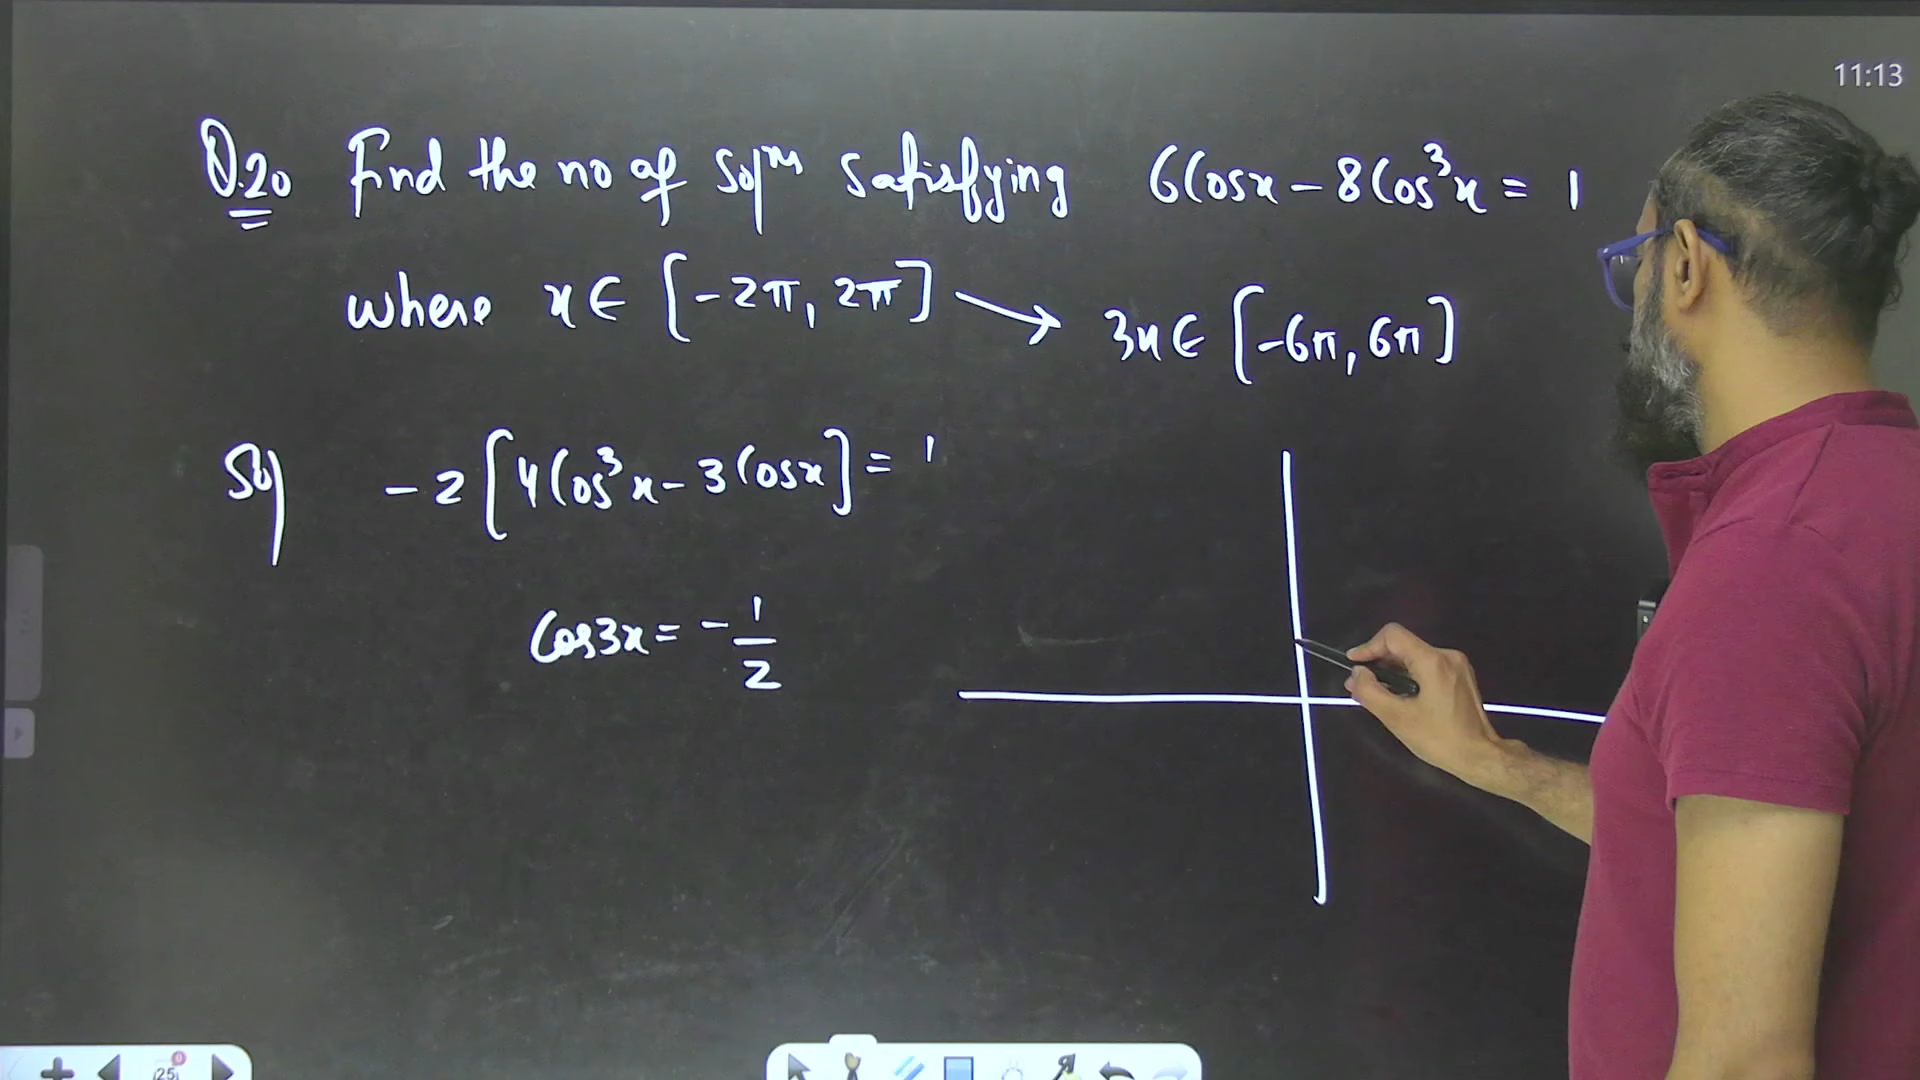 11:13
Q.20 Find the no of Solns Satisfying 6Cosx - 8Cos³x = 1
where x ∈ [-2π, 2π] → 3x ∈ [-6π, 6π]
Sol -2[4Cos³x - 3Cosx] = 1
Cos3x = -1/2
25